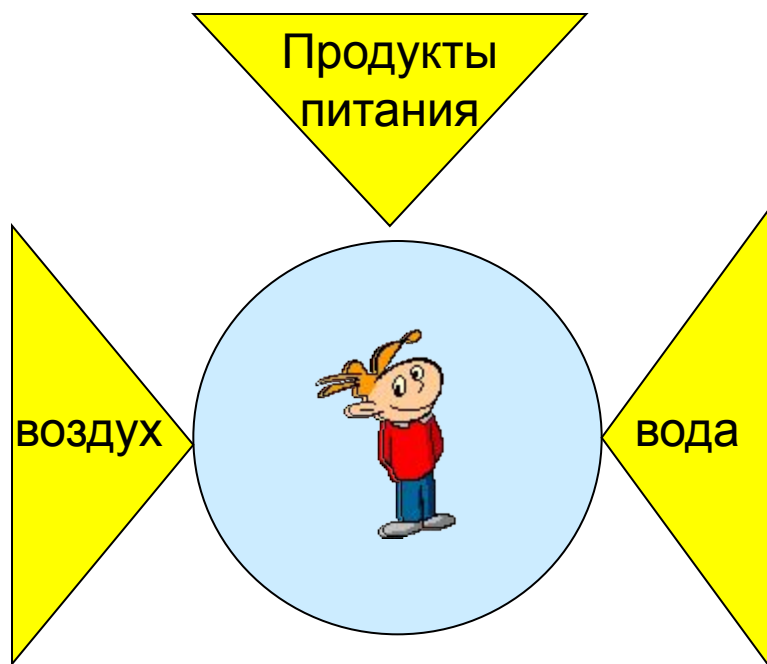 Продукты
питания
воздух
вода